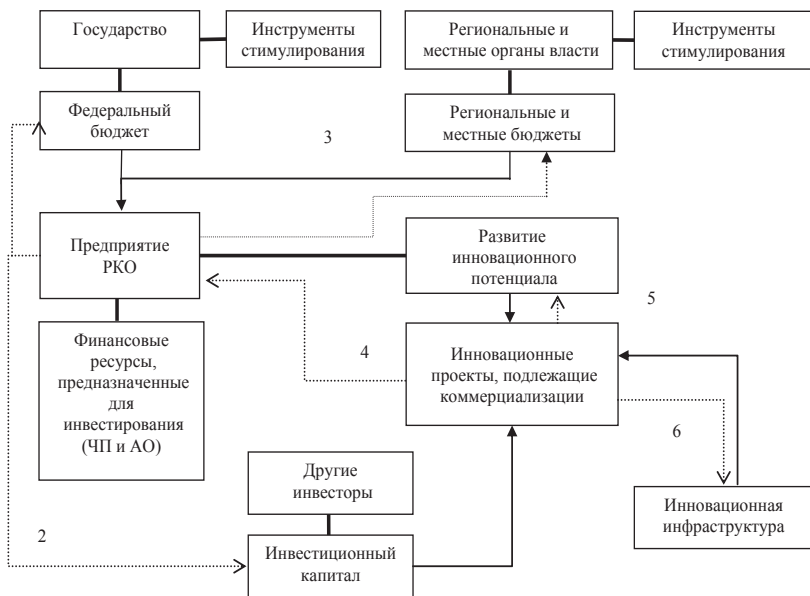 Государство
Инструменты
стимулирования
Региональные и
местные органы власти
Инструменты
стимулирования
Федеральный
бюджет
3
Региональные и
местные бюджеты
Предприятие
РКО
Развитие
инновационного
потенциала
5
Финансовые
ресурсы,
предназначенные
для
инвестирования
(ЧП и АО)
4
Инновационные
проекты, подлежащие
коммерциализации
6
Другие
инвесторы
Инновационная
инфраструктура
2
Инвестиционный
капитал